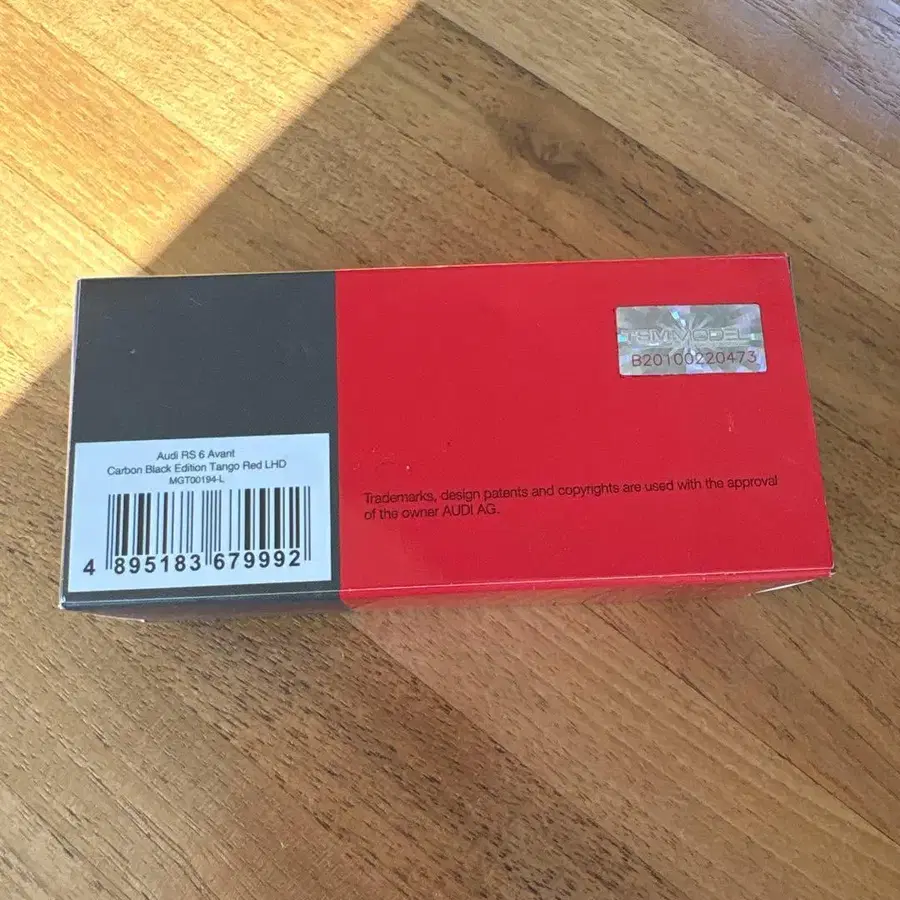 TSM MODEL
B20100220473
Audi RS 6 Avant
Carbon Black Edition Tango Red LHD
MGT00194-L
4 895183 679992
Trademarks, design patents and copyrights are used with the approval
of the owner AUDI AG.